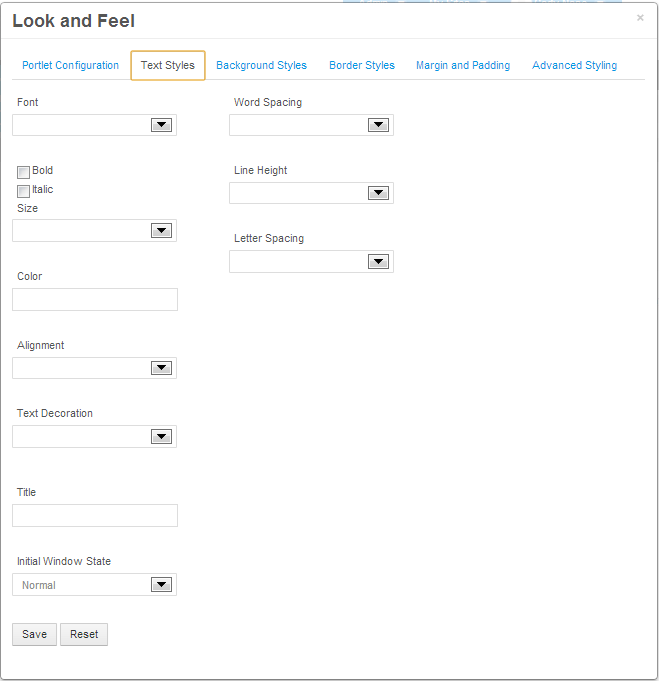 Look and Feel
×
Portlet Configuration Text Styles Background Styles Border Styles Margin and Padding Advanced Styling
Font
Bold
Italic
Size
Color
Alignment
Text Decoration
Word Spacing
Line Height
Letter Spacing
Title
Initial Window State
Normal
Save Reset